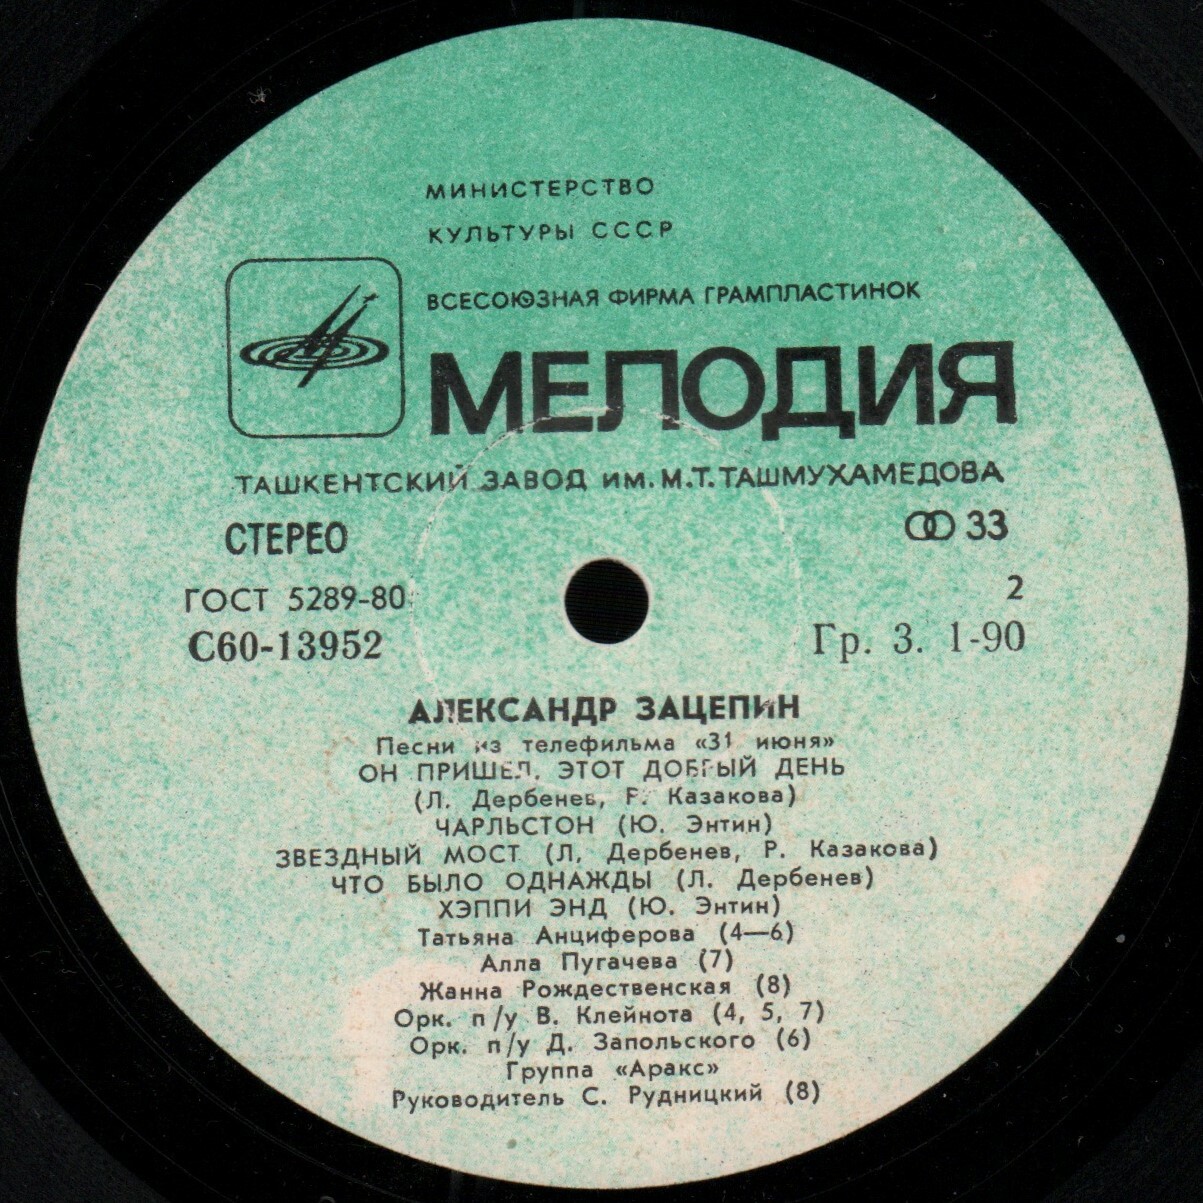 МИНИСТЕРСТВО
КУЛЬТУРЫ СССР
ВСЕСОЮЗНАЯ ФИРМА ГРАМПЛАСТИНОК
МЕЛОДИЯ
ТАШКЕНТСКИЙ ЗАВОД ИМ. М.Т. ТАШМУХАМЕДОВА
СТЕРЕО 33
ГОСТ 5289-80 2
С60-13952 Гр. 3. 1-90
АЛЕКСАНДР ЗАЦЕПИН
Песни из телефильма «31 июня»
ОН ПРИШЕЛ, ЭТОТ ДОБРЫЙ ДЕНЬ
(Л. Дербенев, Р. Казакова)
ЧАРЛЬСТОН (Ю. Энтин)
ЗВЕЗДНЫЙ МОСТ (Л. Дербенев, Р. Казакова)
ЧТО БЫЛО ОДНАЖДЫ (Л. Дербенев)
ХЭППИ ЭНД (Ю. Энтин)
Татьяна Анциферова (4—6)
Алла Пугачева (7)
Жанна Рождественская (8)
Орк. п/у В. Клейнота (4, 5, 7)
Орк. п/у Д. Запольского (6)
Группа «Аракс»
Руководитель С. Рудницкий (8)